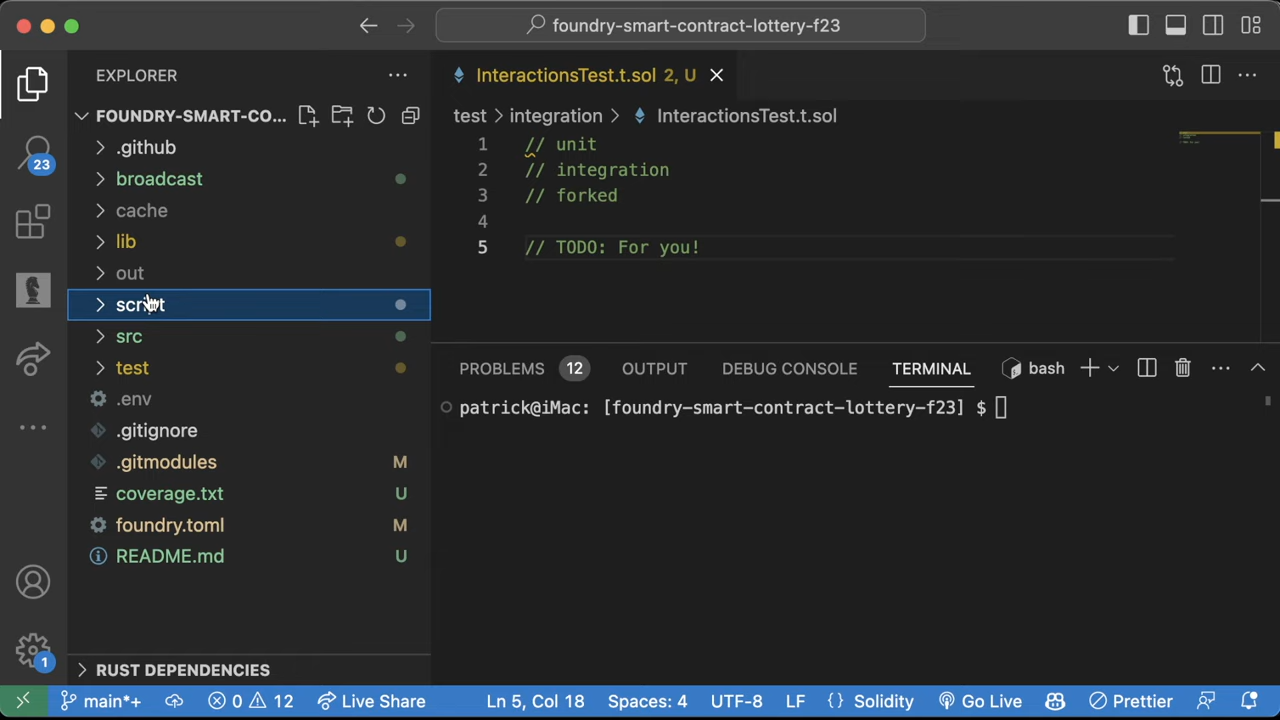 foundry-smart-contract-lottery-f23
EXPLORER
InteractionsTest.t.sol 2, U
FOUNDRY-SMART-CO...
test > integration > InteractionsTest.t.sol
.github
broadcast
cache
lib
out
script
src
test
.env
.gitignore
.gitmodules M
coverage.txt U
foundry.toml M
README.md U
RUST DEPENDENCIES
23
1
1 // unit
2 // integration
3 // forked
4
5 // TODO: For you!
PROBLEMS 12 OUTPUT DEBUG CONSOLE TERMINAL bash
patrick@iMac: [foundry-smart-contract-lottery-f23] $
main*+ 0 12 Live Share Ln 5, Col 18 Spaces: 4 UTF-8 LF {} Solidity Go Live Prettier